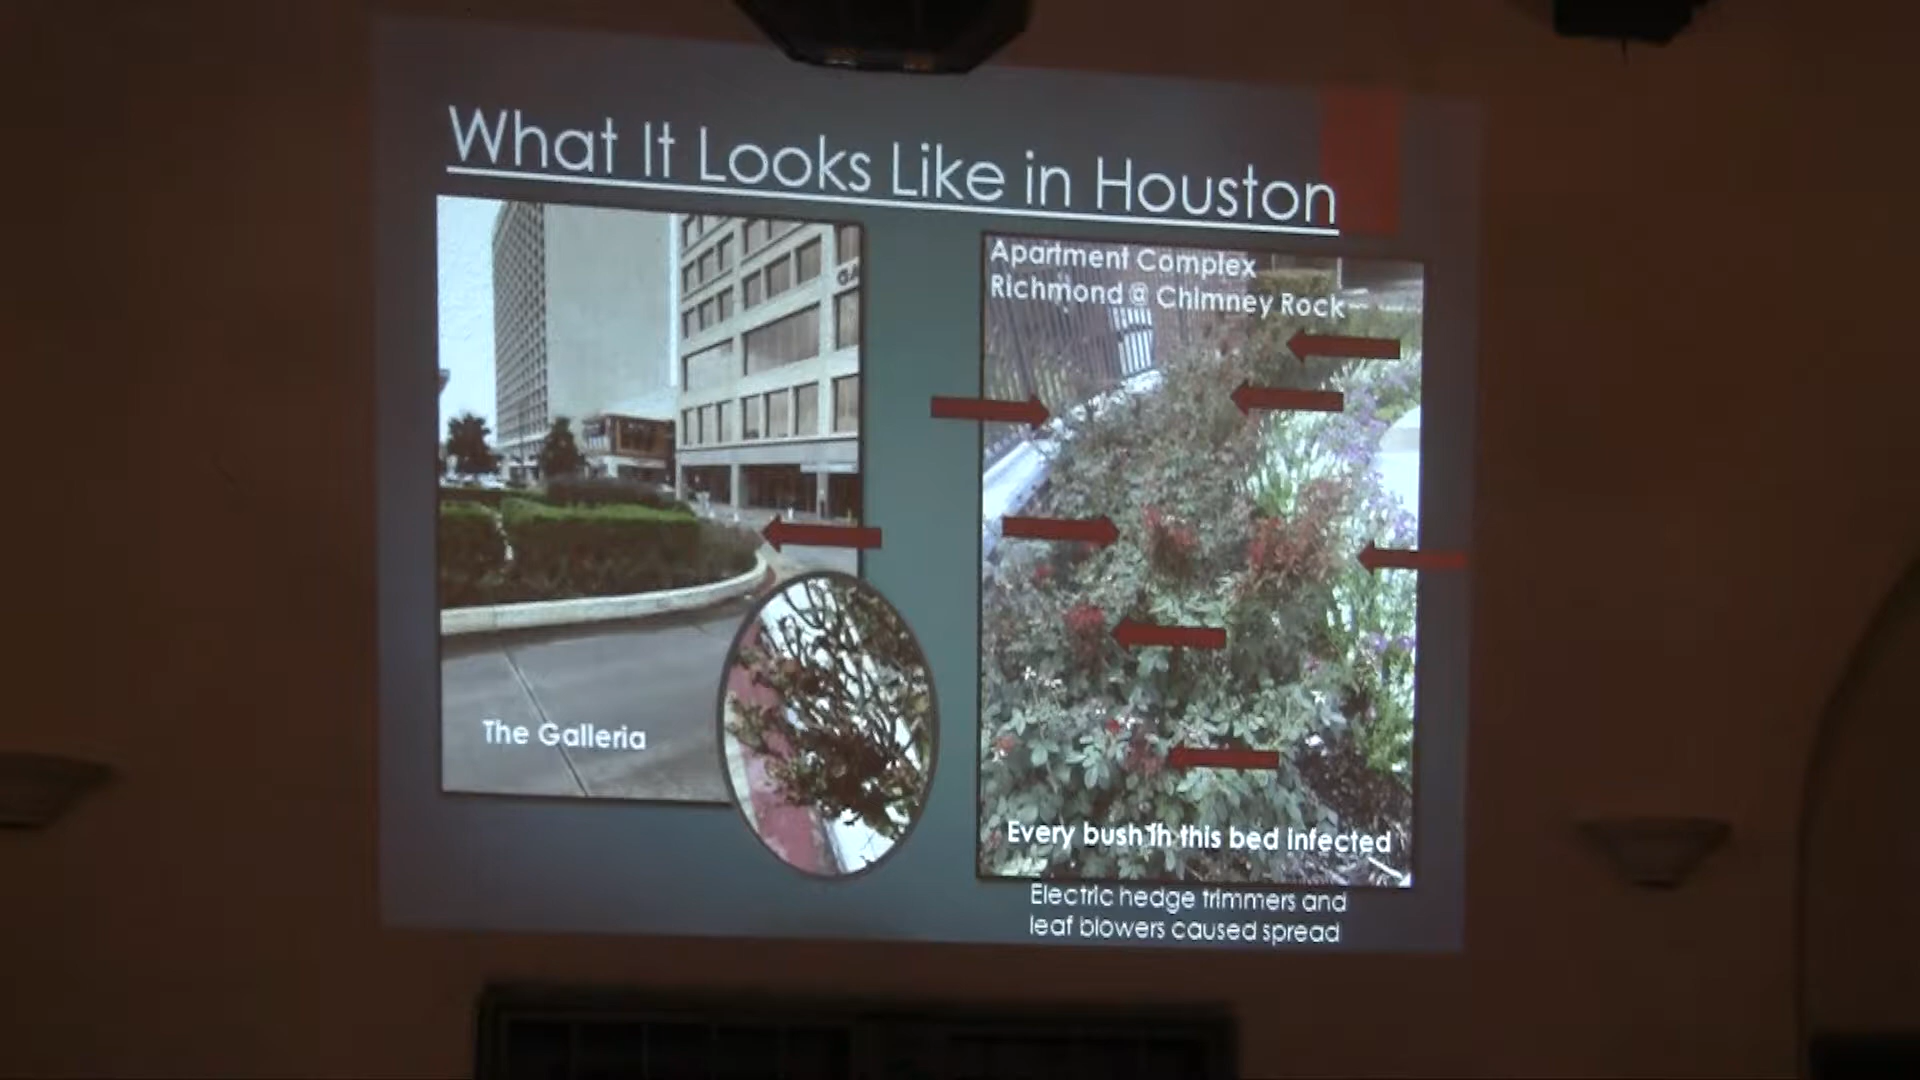 What It Looks Like in Houston
Apartment Complex
Richmond @ Chimney Rock
GA
The Galleria
Every bush in this bed infected
Electric hedge trimmers and
leaf blowers caused spread